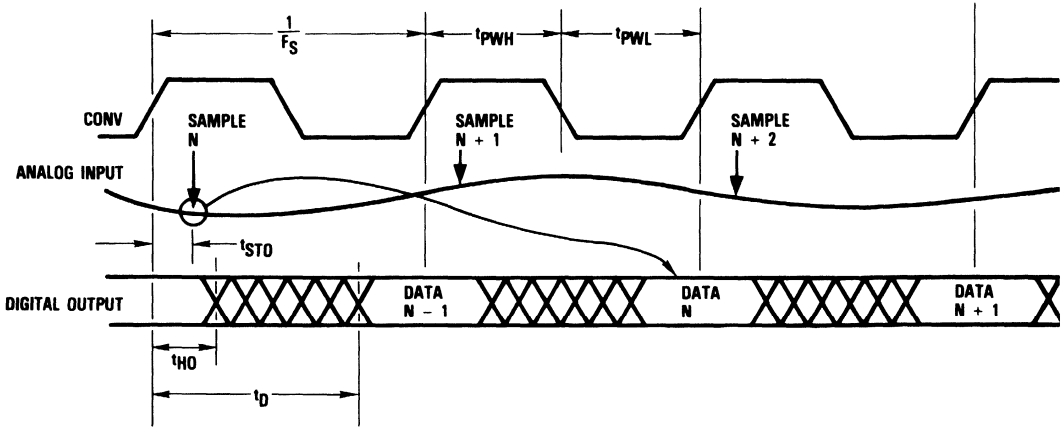 1
F_S
t_PWH
t_PWL
CONV
SAMPLE
N
SAMPLE
N + 1
SAMPLE
N + 2
ANALOG INPUT
t_STO
DIGITAL OUTPUT
DATA
N - 1
DATA
N
DATA
N + 1
t_HO
t_D